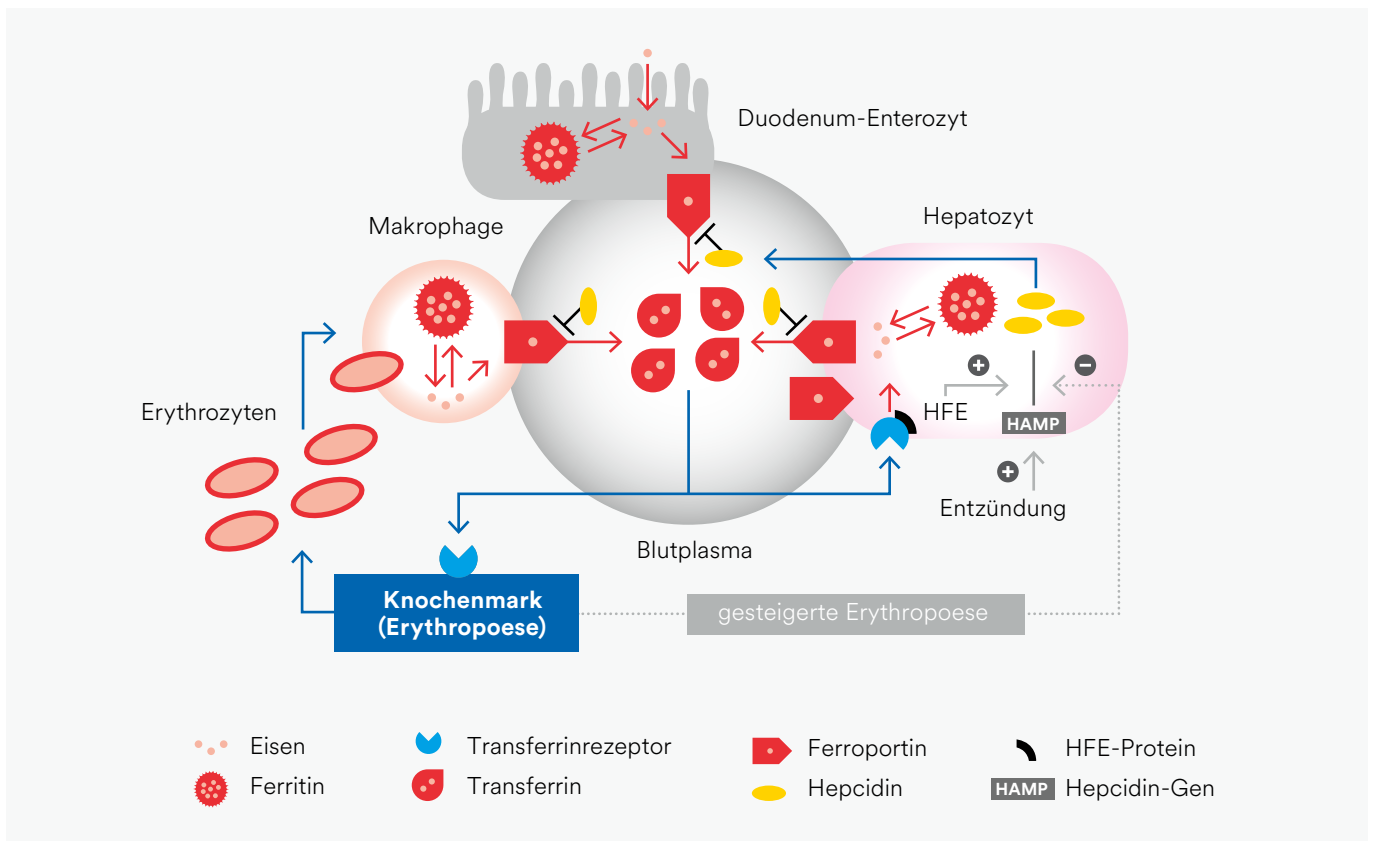 Duodenum-Enterozyt
Makrophage
Hepatozyt
Erythrozyten
HFE
HAMP
Entzündung
Blutplasma
Knochenmark
(Erythropoese)
gesteigerte Erythropoese
Eisen
Transferrinrezeptor
Ferroportin
HFE-Protein
Ferritin
Transferrin
Hepcidin
HAMP Hepcidin-Gen